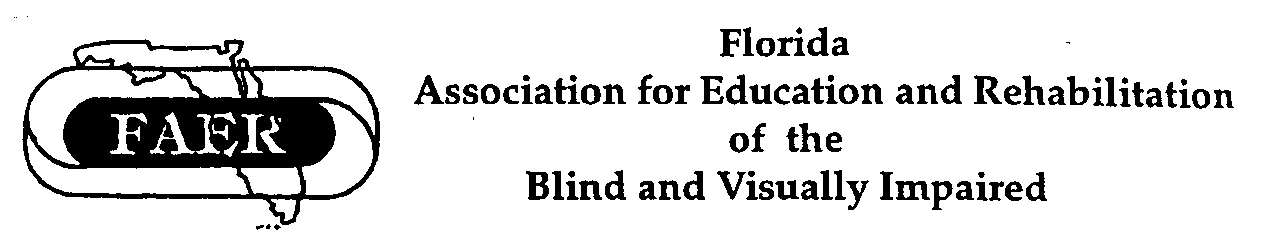 FAER
Florida
Association for Education and Rehabilitation
of the
Blind and Visually Impaired